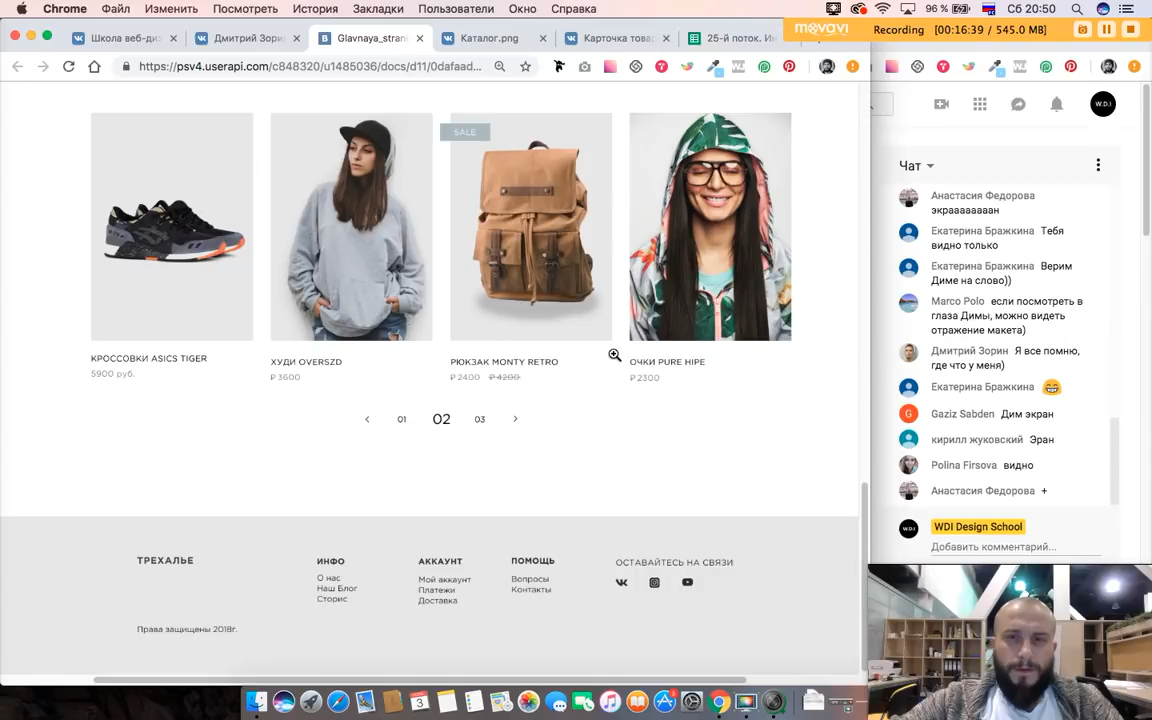 Chrome Файл Изменить Посмотреть История Закладки Пользователи Окно Справка 96 % Сб 20:50
movavi Recording (00:16:39 / 545.0 MB)
Школа веб-ди Дмитрий Зорин Glavnaya_stran Каталог.png Карточка това 25-й поток. Ин
https://psv4.userapi.com/c848320/u1485036/docs/d11/0dafaad...
W.D.I
Чат
SALE
Анастасия Федорова
экрааааааан
Екатерина Бражкина Тебя
видно только
Екатерина Бражкина Верим
Диме на слово))
Marco Polo если посмотреть в
глаза Димы, можно видеть
отражение макета)
Дмитрий Зорин Я все помню,
где что у меня)
Екатерина Бражкина
Gaziz Sabden Дим экран
кирилл жуковский Эран
Polina Firsova видно
Анастасия Федорова +
WDI Design School
Добавить комментарий...
КРОССОВКИ ASICS TIGER
5900 руб.
ХУДИ OVERSZD
₽ 3600
РЮКЗАК MONTY RETRO
₽ 2400 ₽ 4200
ОЧКИ PURE HIPE
₽ 2300
< 01 02 03 >
ТРЕХАЛЬЕ
Права защищены 2018г.
ИНФО
О нас
Наш Блог
Сторис
АККАУНТ
Мой аккаунт
Платежи
Доставка
ПОМОЩЬ
Вопросы
Контакты
ОСТАВАЙТЕСЬ НА СВЯЗИ